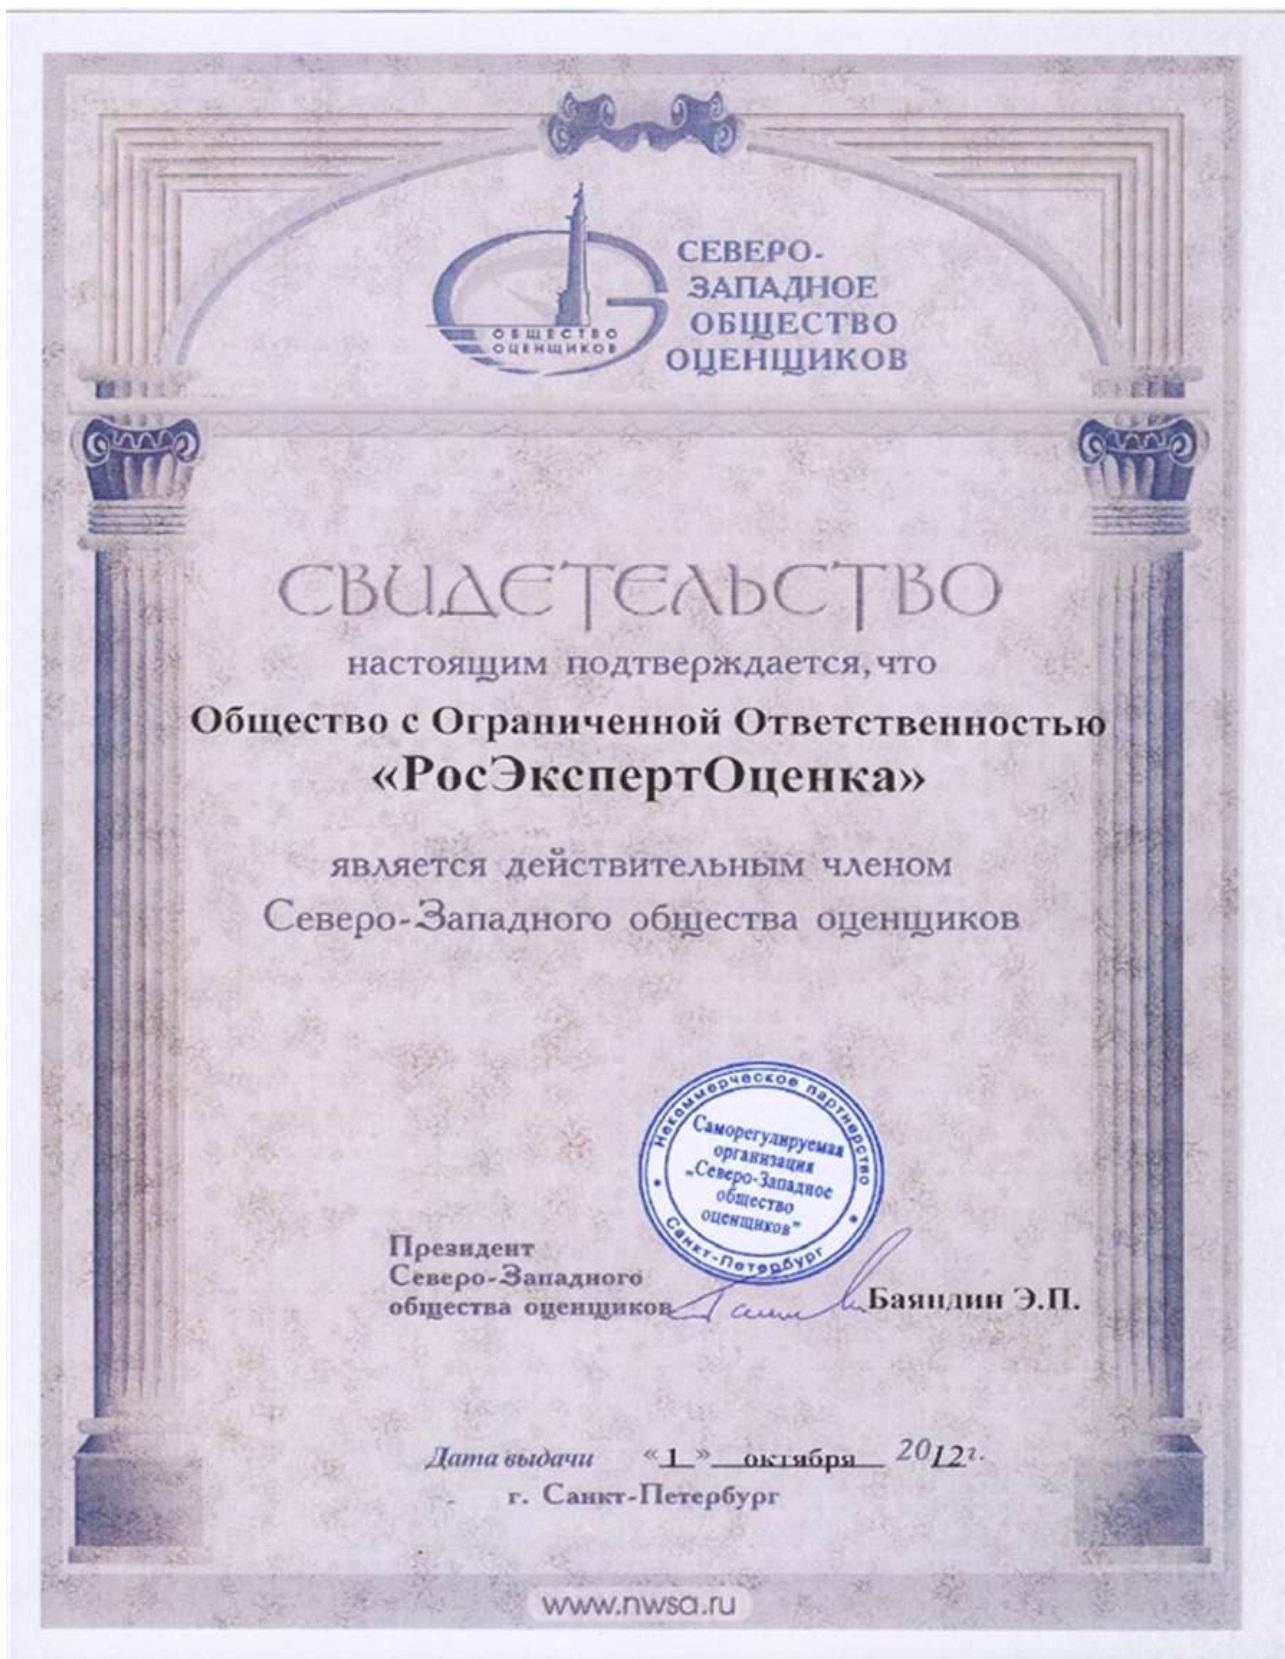 СЕВЕРО-
ЗАПАДНОЕ
ОБЩЕСТВО
ОЦЕНЩИКОВ
ОБЩЕСТВО
ОЦЕНЩИКОВ
СВИДЕТЕЛЬСТВО
настоящим подтверждается, что
Общество с Ограниченной Ответственностью
«РосЭкспертОценка»
является действительным членом
Северо-Западного общества оценщиков
Некоммерческое партнерство
Саморегулируемая
организация
„Северо-Западное
общество
оценщиков"
Санкт-Петербург
Президент
Северо-Западного
общества оценщиков
Баяндин Э.П.
Дата выдачи « 1 » октября 2012г.
г. Санкт-Петербург
www.nwsa.ru